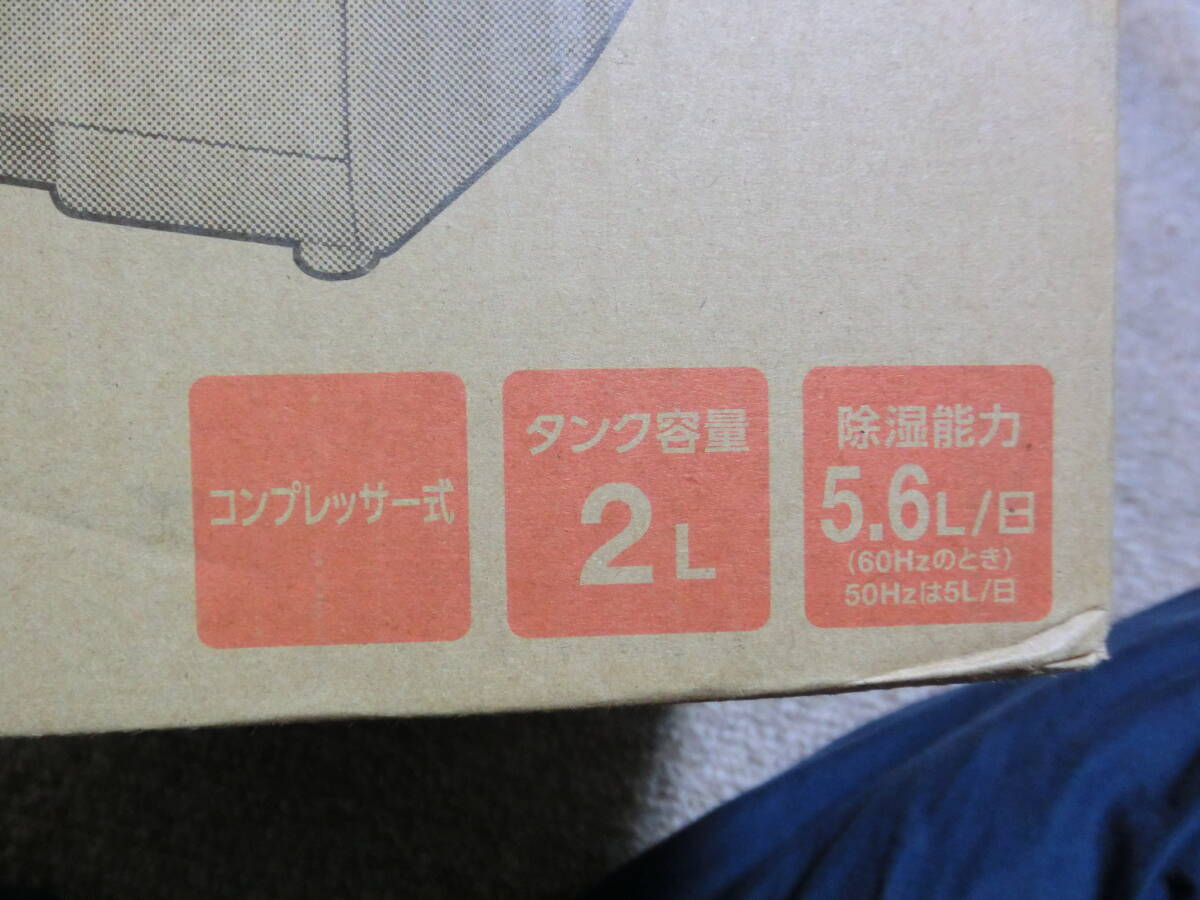 コンプレッサー式
タンク容量
2L
除湿能力
5.6L/日
(60Hzのとき)
50Hzは5L/日